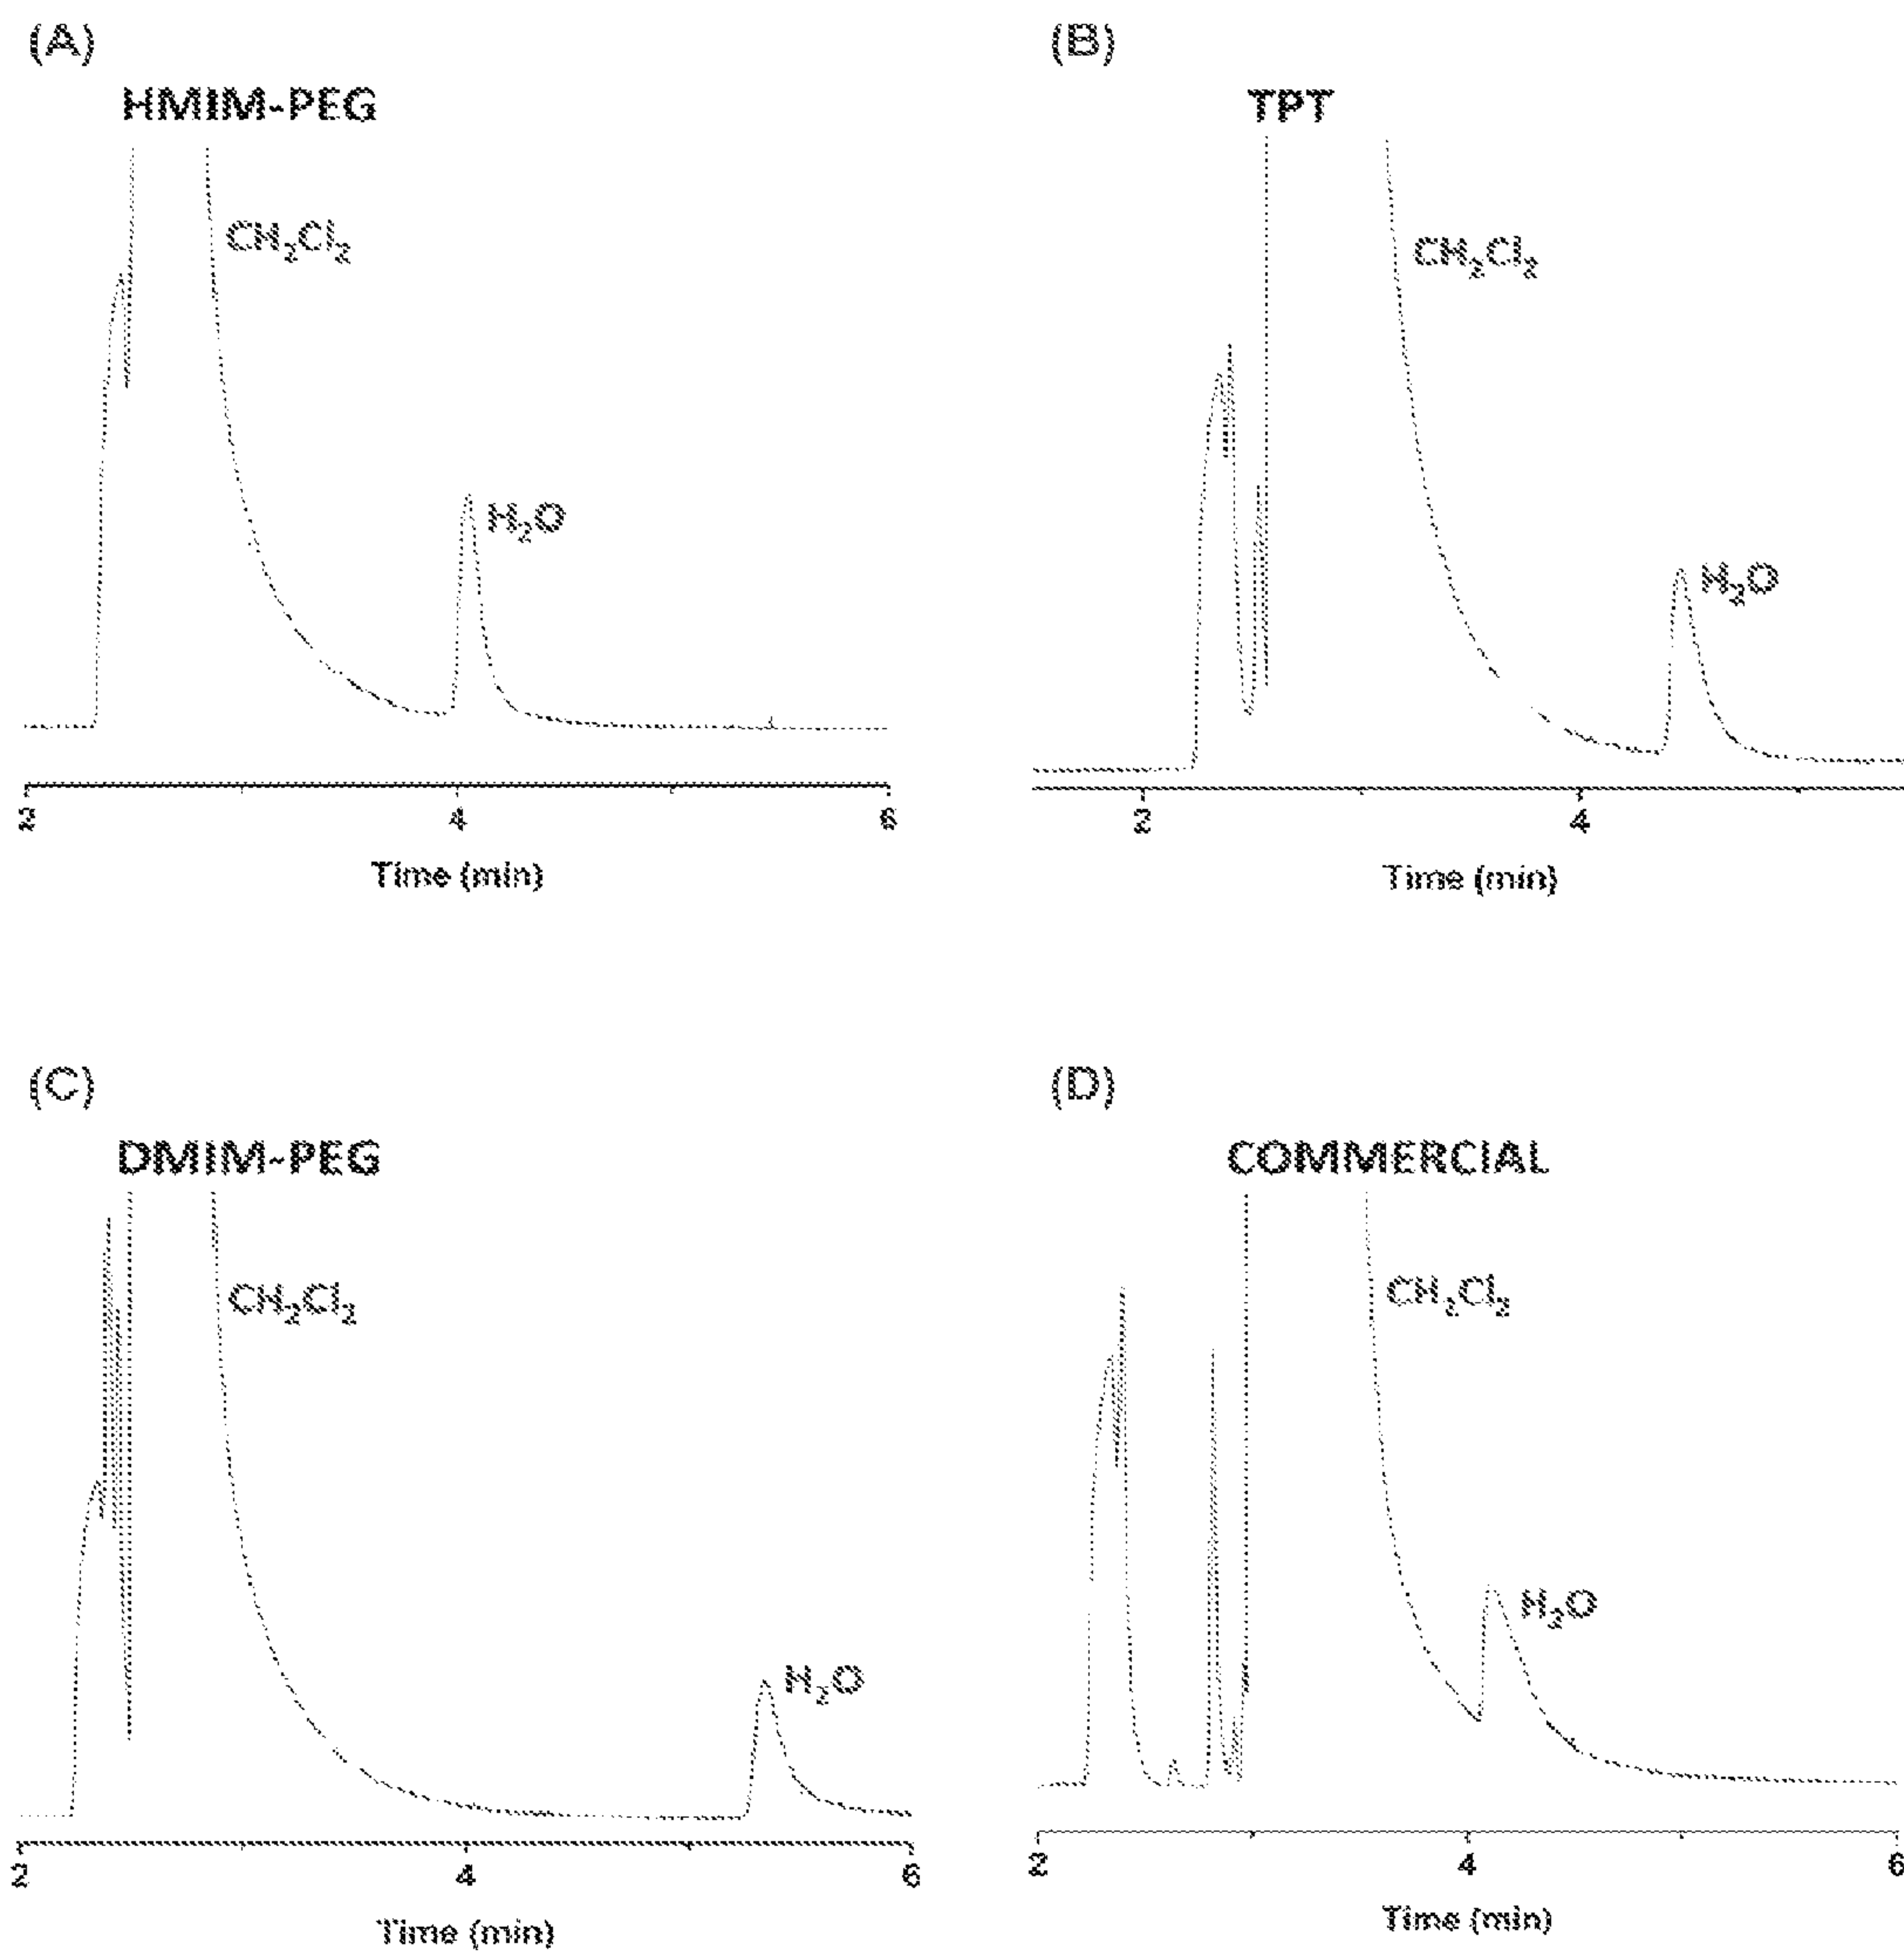 (A)
HMIM-PEG
CH₂Cl₂
H₂O
2 4 6
Time (min)
(B)
TPT
CH₂Cl₂
H₂O
2 4
Time (min)
(C)
DMIM-PEG
CH₂Cl₂
H₂O
2 4 6
Time (min)
(D)
COMMERCIAL
CH₂Cl₂
H₂O
2 4 6
Time (min)